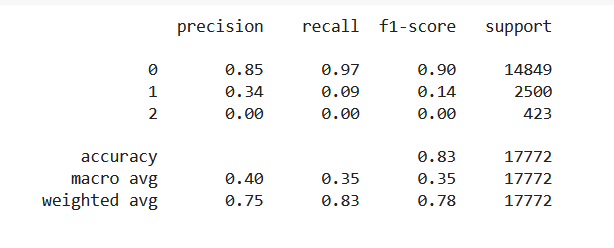 precision recall f1-score support
0 0.85 0.97 0.90 14849
1 0.34 0.09 0.14 2500
2 0.00 0.00 0.00 423
accuracy 0.83 17772
macro avg 0.40 0.35 0.35 17772
weighted avg 0.75 0.83 0.78 17772